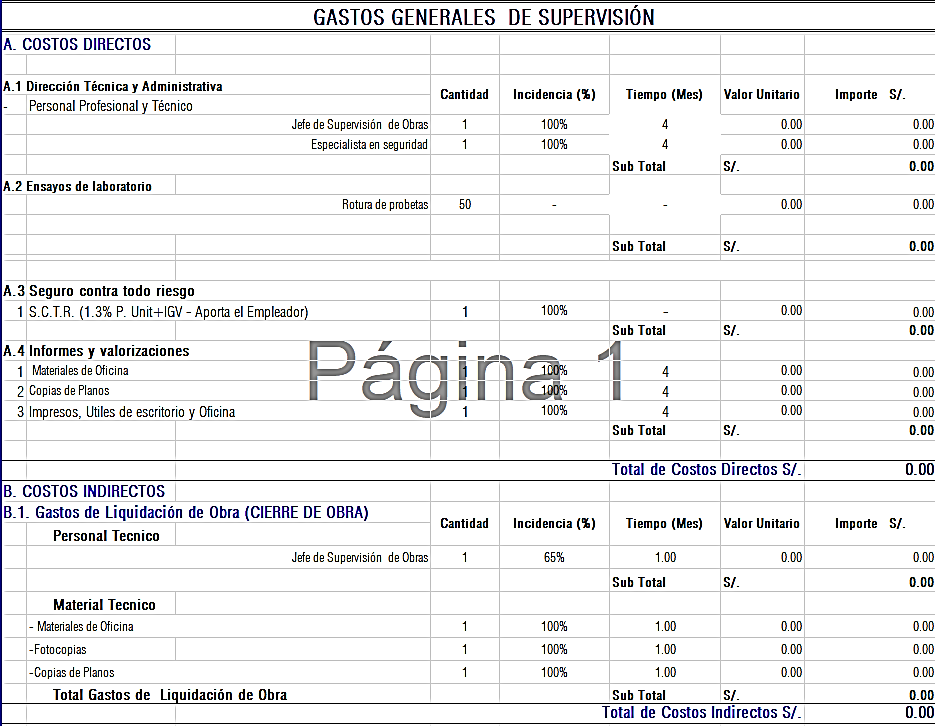 GASTOS GENERALES DE SUPERVISIÓN
A. COSTOS DIRECTOS
A.1 Dirección Técnica y Administrativa
Cantidad Incidencia (%) Tiempo (Mes) Valor Unitario Importe S/.
- Personal Profesional y Técnico
Jefe de Supervisión de Obras 1 100% 4 0.00 0.00
Especialista en seguridad 1 100% 4 0.00 0.00
Sub Total S/. 0.00
A.2 Ensayos de laboratorio
Rotura de probetas 50 - - 0.00 0.00
Sub Total S/. 0.00
A.3 Seguro contra todo riesgo
1 S.C.T.R. (1.3% P. Unit+IGV - Aporta el Empleador) 1 100% - 0.00 0.00
Sub Total S/. 0.00
A.4 Informes y valorizaciones
Página 1
1 Materiales de Oficina 1 100% 4 0.00 0.00
2 Copias de Planos 1 100% 4 0.00 0.00
3 Impresos, Utiles de escritorio y Oficina 1 100% 4 0.00 0.00
Sub Total S/. 0.00
Total de Costos Directos S/. 0.00
B. COSTOS INDIRECTOS
B.1. Gastos de Liquidación de Obra (CIERRE DE OBRA)
Cantidad Incidencia (%) Tiempo (Mes) Valor Unitario Importe S/.
Personal Tecnico
Jefe de Supervisión de Obras 1 65% 1.00 0.00 0.00
Sub Total S/. 0.00
Material Tecnico
- Materiales de Oficina 1 100% 1.00 0.00 0.00
-Fotocopias 1 100% 1.00 0.00 0.00
-Copias de Planos 1 100% 1.00 0.00 0.00
Total Gastos de Liquidación de Obra Sub Total S/. 0.00
Total de Costos Indirectos S/. 0.00